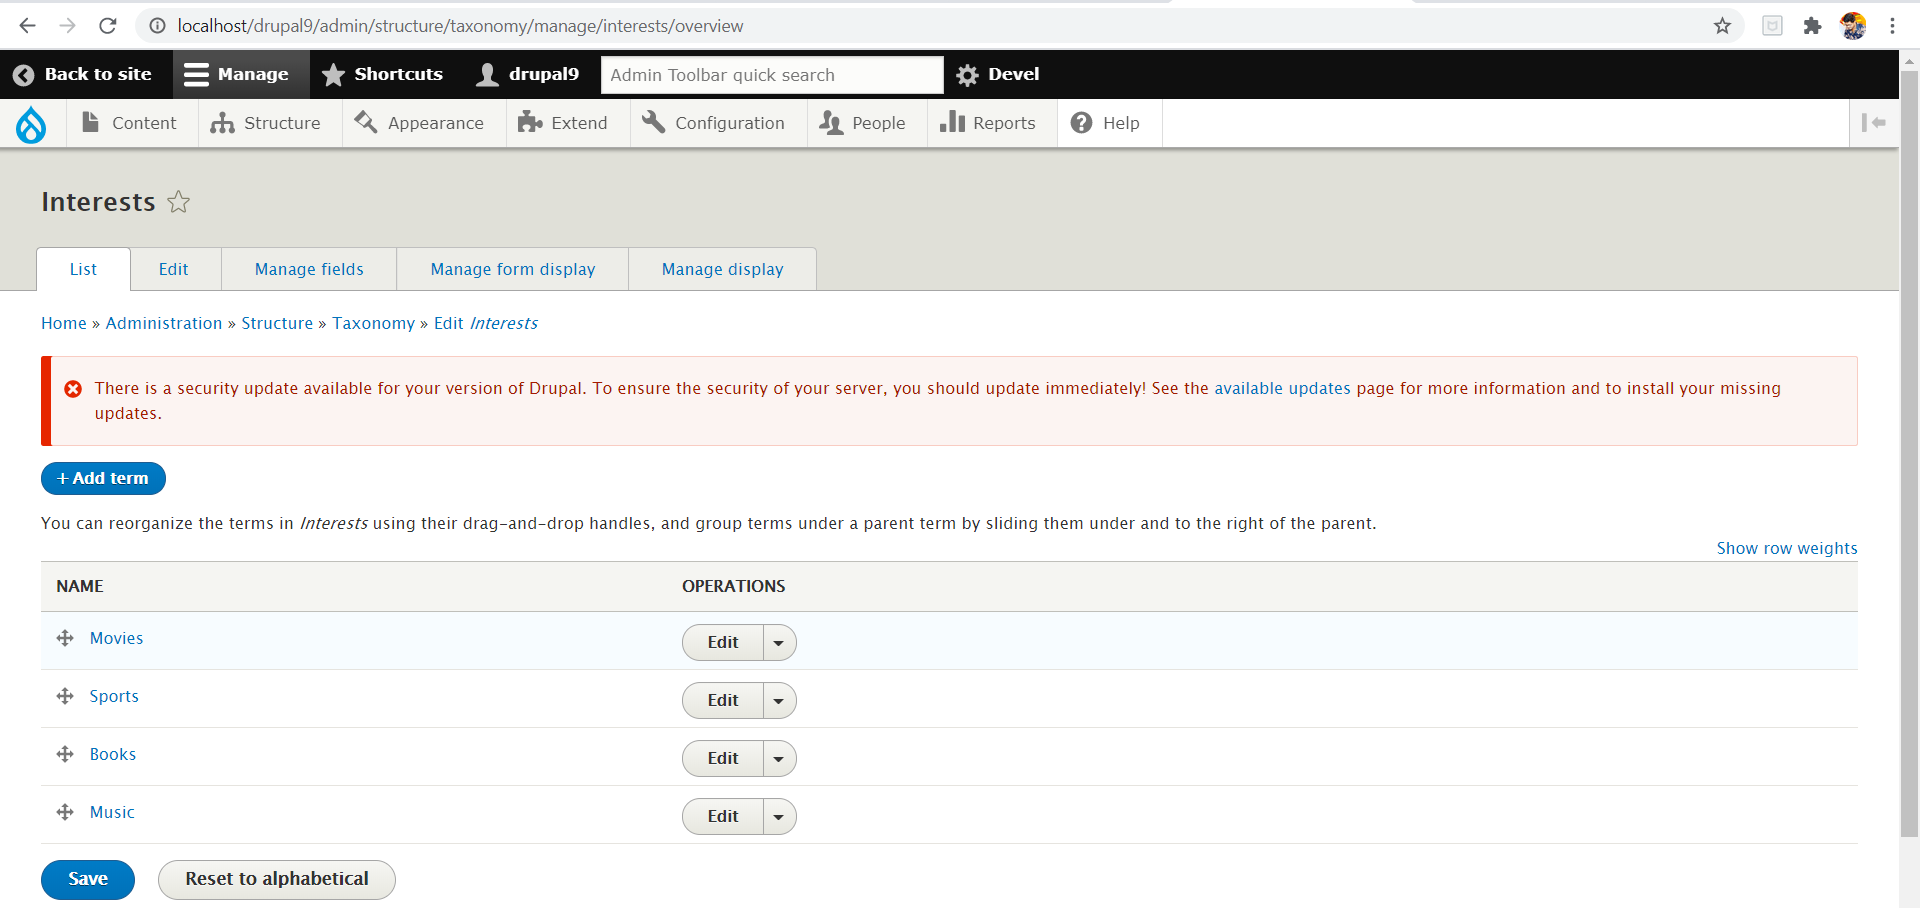 localhost/drupal9/admin/structure/taxonomy/manage/interests/overview
Back to site Manage Shortcuts drupal9 Admin Toolbar quick search Devel
Content Structure Appearance Extend Configuration People Reports Help
Interests
List Edit Manage fields Manage form display Manage display
Home » Administration » Structure » Taxonomy » Edit Interests
There is a security update available for your version of Drupal. To ensure the security of your server, you should update immediately! See the available updates page for more information and to install your missing
updates.
+ Add term
You can reorganize the terms in Interests using their drag-and-drop handles, and group terms under a parent term by sliding them under and to the right of the parent.
Show row weights
NAME OPERATIONS
Movies Edit
Sports Edit
Books Edit
Music Edit
Save Reset to alphabetical